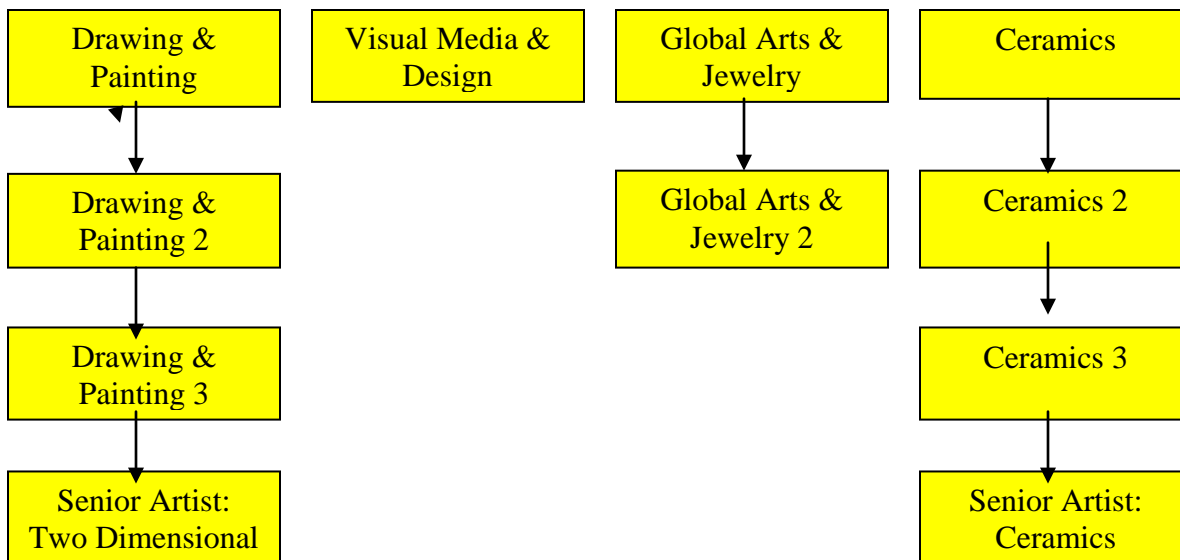 Drawing &
Painting
Visual Media &
Design
Global Arts &
Jewelry
Ceramics
Drawing &
Painting 2
Global Arts &
Jewelry 2
Ceramics 2
Drawing &
Painting 3
Ceramics 3
Senior Artist:
Two Dimensional
Senior Artist:
Ceramics